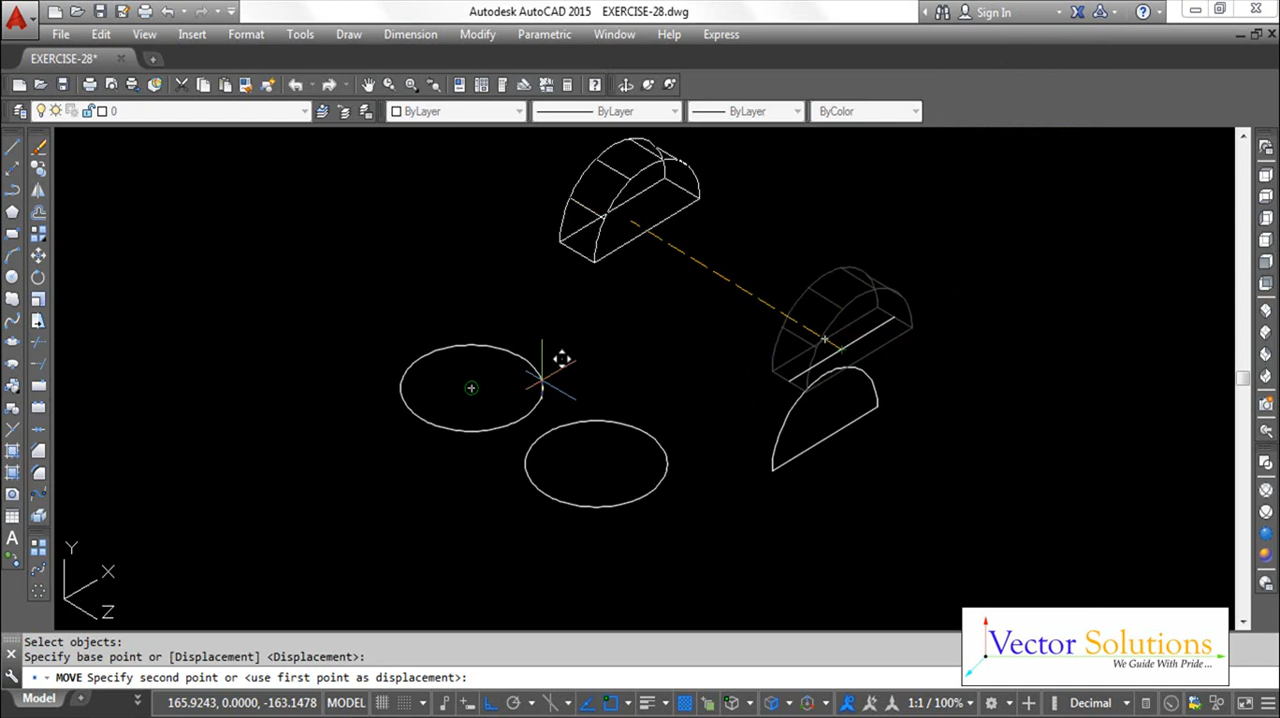 Autodesk AutoCAD 2015 EXERCISE-28.dwg
Sign In
File Edit View Insert Format Tools Draw Dimension Modify Parametric Window Help Express
EXERCISE-28*
0 ByLayer ByLayer ByLayer ByColor
Y
X
Z
Select objects:
Specify base point or [Displacement] <Displacement>:
MOVE Specify second point or <use first point as displacement>:
Vector Solutions
We Guide With Pride...
Model 165.9243, 0.0000, -163.1478 MODEL 1:1 / 100% Decimal